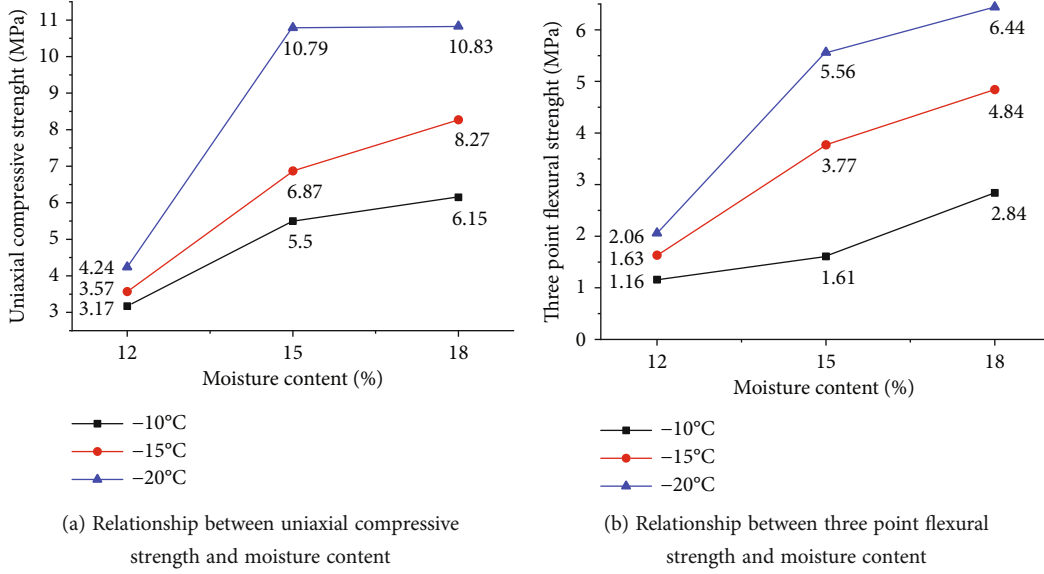 Uniaxial compressive strenght (MPa)
11
10
9
8
7
6
5
4
3
10.79
10.83
8.27
6.87
6.15
5.5
4.24
3.57
3.17
12
15
18
Moisture content (%)
−10°C
−15°C
−20°C
(a) Relationship between uniaxial compressive
strength and moisture content
Three point flexural strenght (MPa)
6
5
4
3
2
1
0
6.44
5.56
4.84
3.77
2.84
2.06
1.63
1.16
1.61
12
15
18
Moisture content (%)
−10°C
−15°C
−20°C
(b) Relationship between three point flexural
strength and moisture content